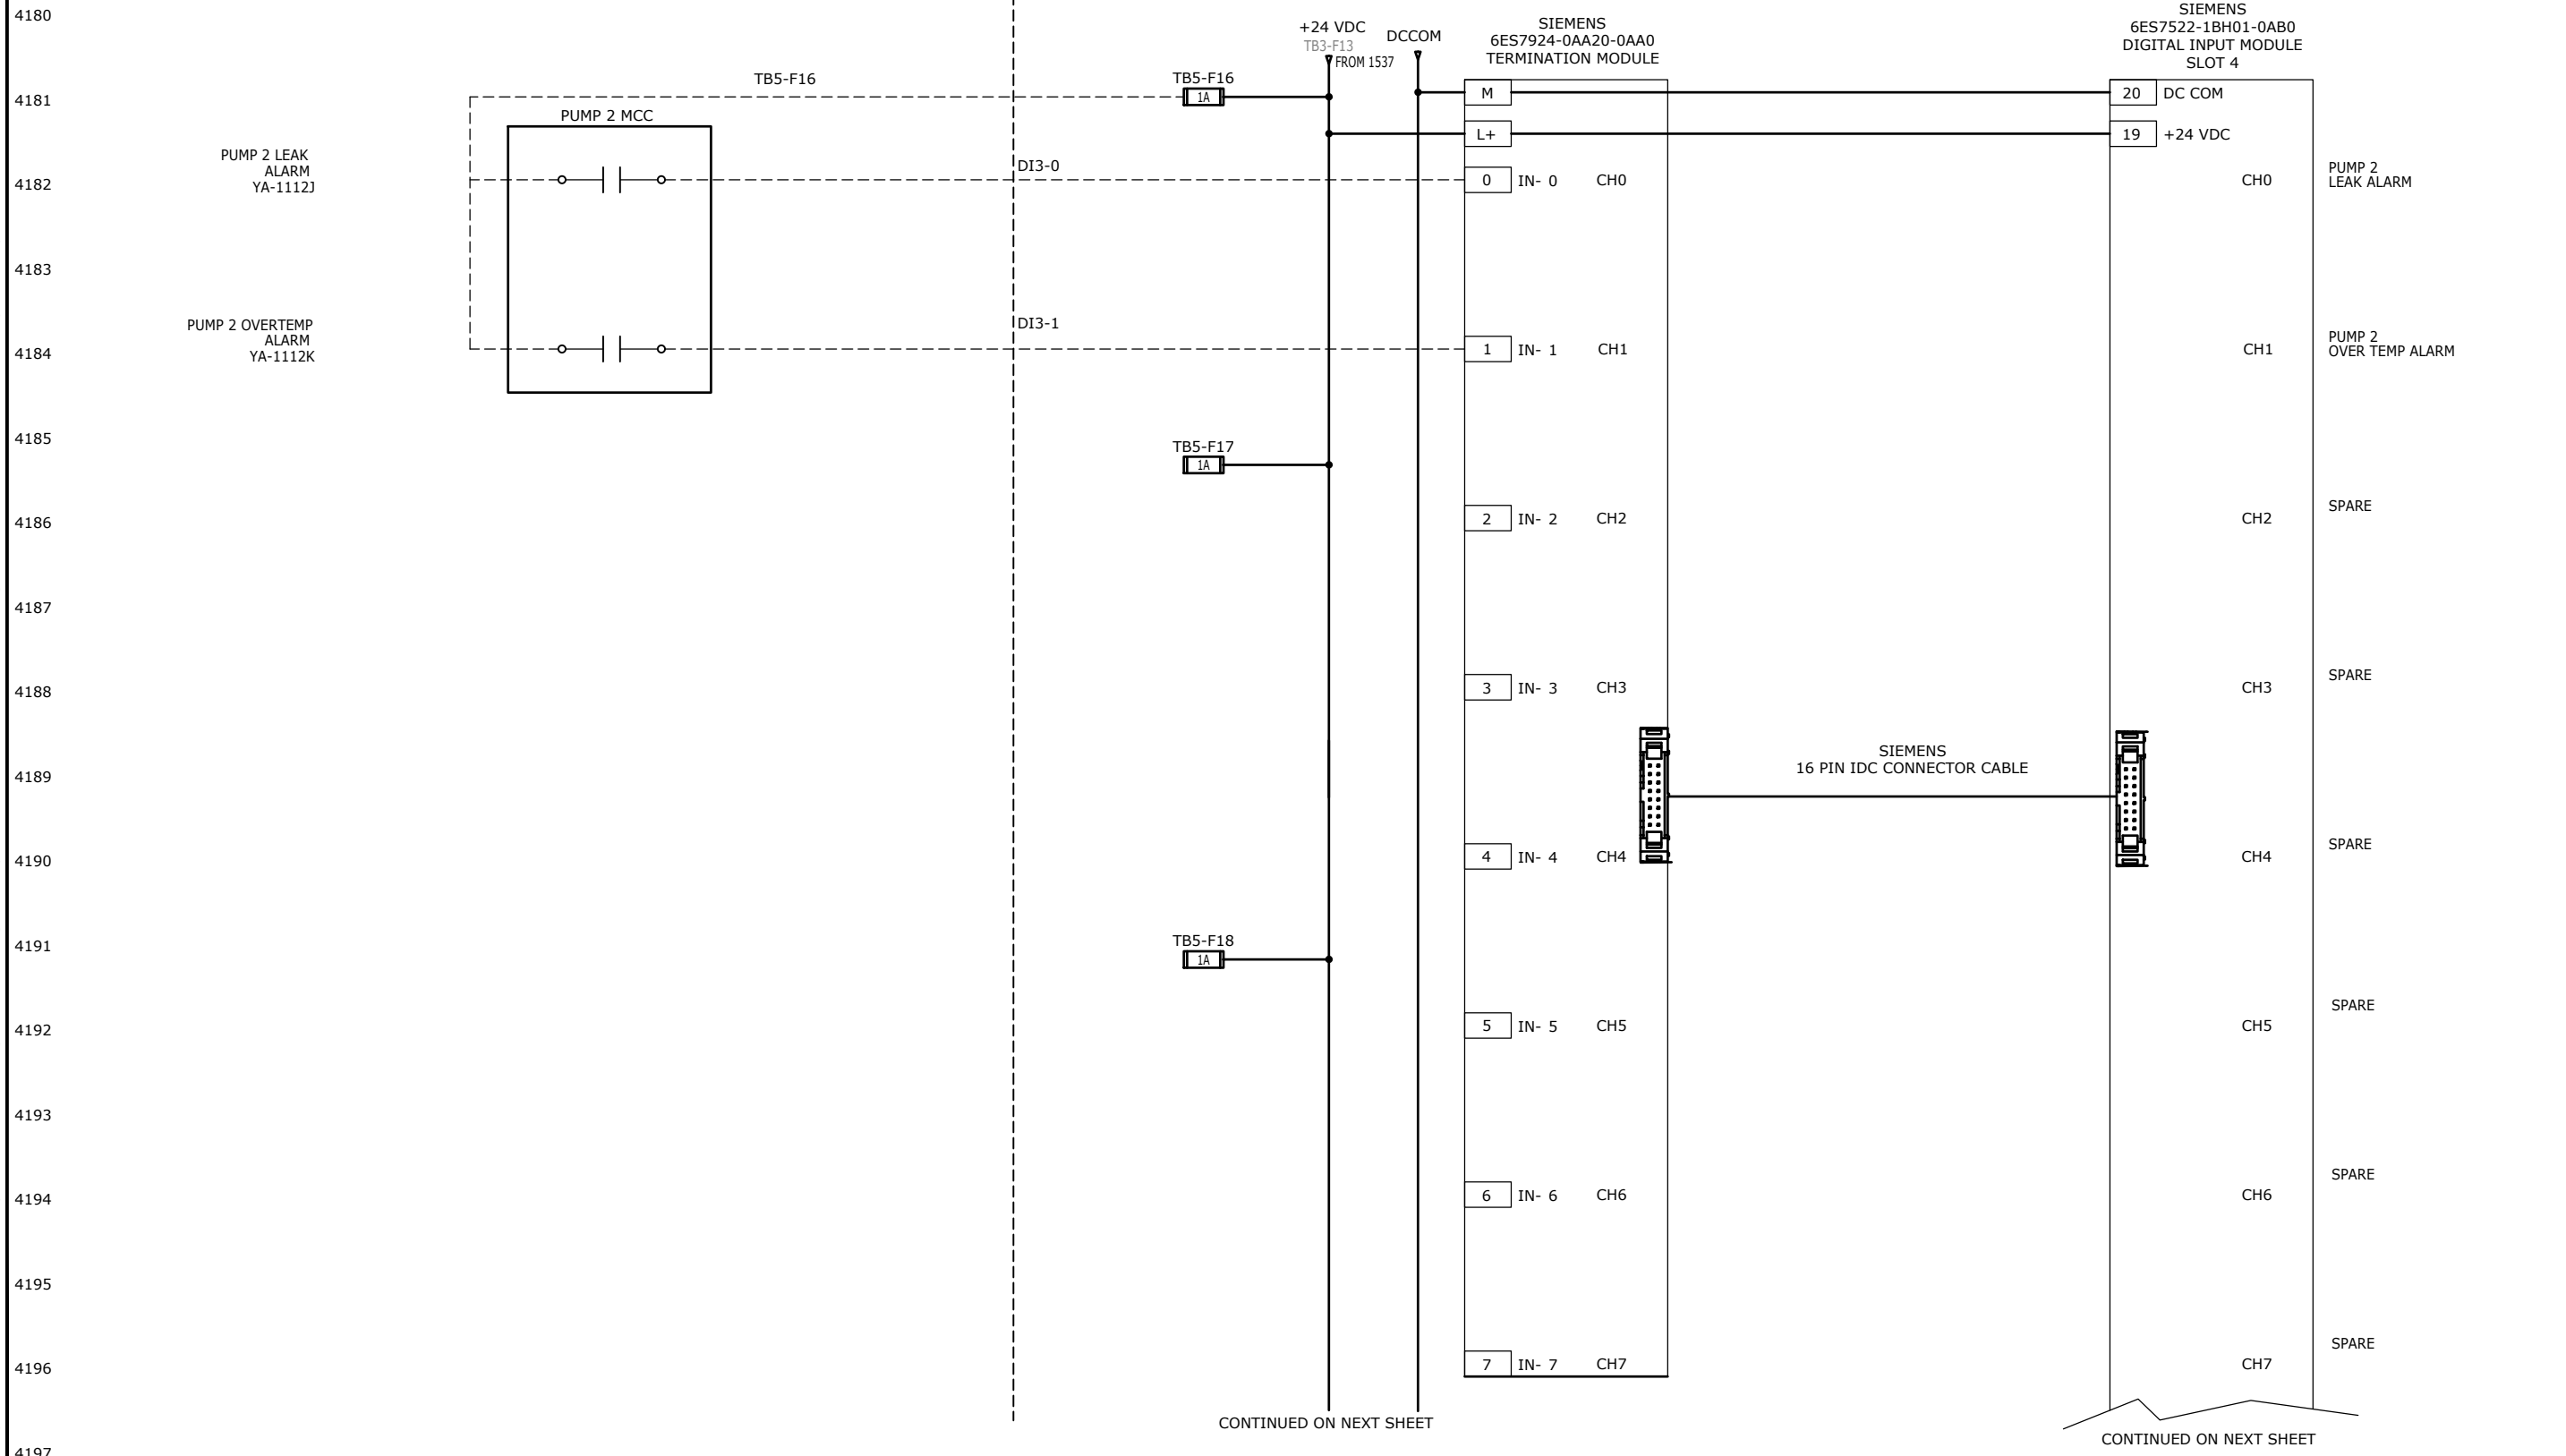 4180
+24 VDC
TB3-F13
FROM 1537
DCCOM
SIEMENS
6ES7924-0AA20-0AA0
TERMINATION MODULE
SIEMENS
6ES7522-1BH01-0AB0
DIGITAL INPUT MODULE
SLOT 4
4181
TB5-F16
TB5-F16
1A
M
20
DC COM
PUMP 2 MCC
L+
19
+24 VDC
4182
PUMP 2 LEAK
ALARM
YA-1112J
DI3-0
0
IN- 0
CH0
CH0
PUMP 2
LEAK ALARM
4183
4184
PUMP 2 OVERTEMP
ALARM
YA-1112K
DI3-1
1
IN- 1
CH1
CH1
PUMP 2
OVER TEMP ALARM
4185
TB5-F17
1A
4186
2
IN- 2
CH2
CH2
SPARE
4187
4188
3
IN- 3
CH3
CH3
SPARE
4189
SIEMENS
16 PIN IDC CONNECTOR CABLE
4190
4
IN- 4
CH4
CH4
SPARE
4191
TB5-F18
1A
4192
5
IN- 5
CH5
CH5
SPARE
4193
4194
6
IN- 6
CH6
CH6
SPARE
4195
4196
7
IN- 7
CH7
CH7
SPARE
CONTINUED ON NEXT SHEET
CONTINUED ON NEXT SHEET
4197